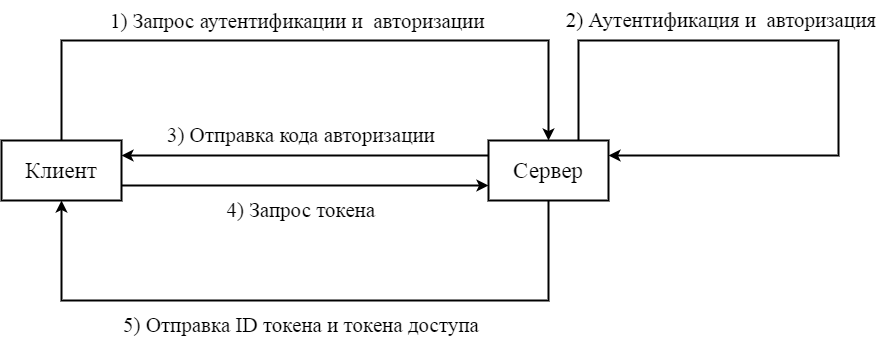 1) Запрос аутентификации и авторизации
2) Аутентификация и авторизация
3) Отправка кода авторизации
Клиент
Сервер
4) Запрос токена
5) Отправка ID токена и токена доступа